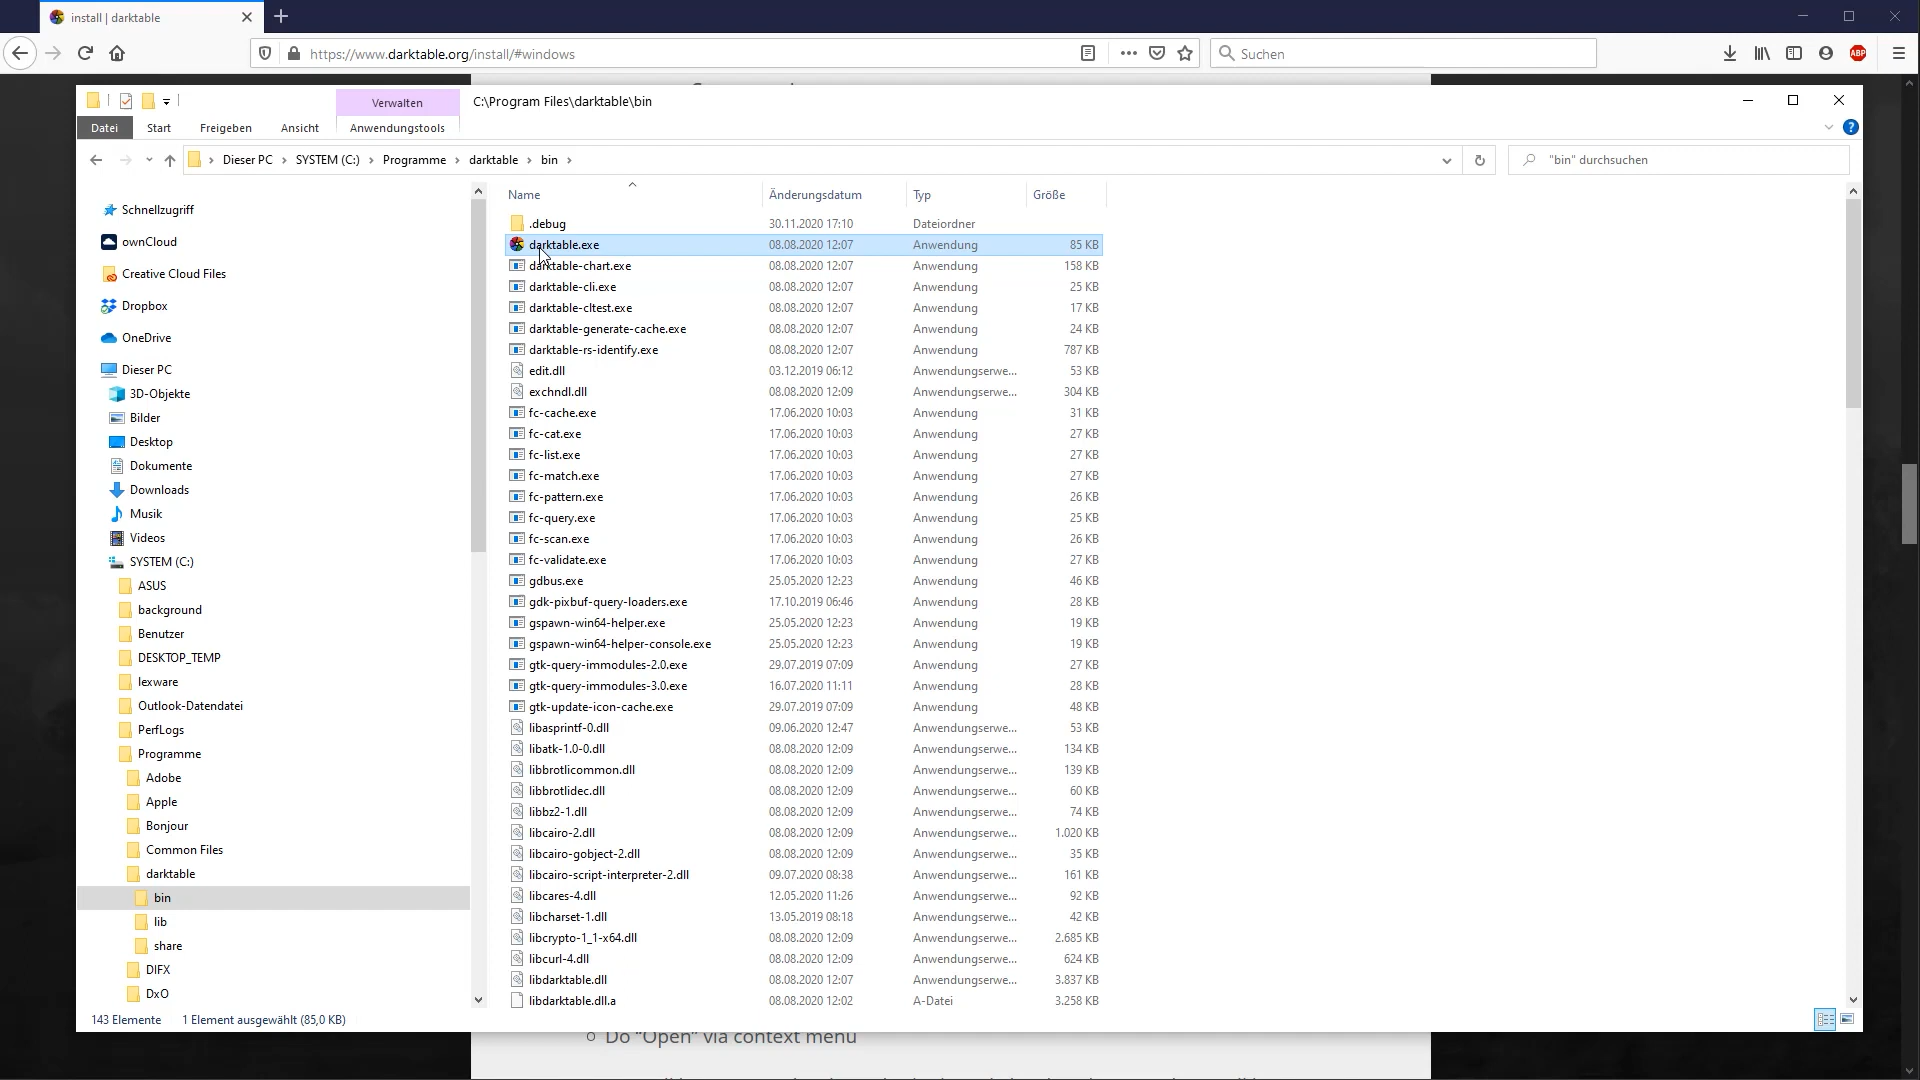 install | darktable
https://www.darktable.org/install/#windows
Suchen
ABP
Verwalten
C:\Program Files\darktable\bin
Datei
Start
Freigeben
Ansicht
Anwendungstools
Dieser PC
SYSTEM (C:)
Programme
darktable
bin
"bin" durchsuchen
Schnellzugriff
ownCloud
Creative Cloud Files
Dropbox
OneDrive
Dieser PC
3D-Objekte
Bilder
Desktop
Dokumente
Downloads
Musik
Videos
SYSTEM (C:)
ASUS
background
Benutzer
DESKTOP_TEMP
lexware
Outlook-Datendatei
PerfLogs
Programme
Adobe
Apple
Bonjour
Common Files
darktable
bin
lib
share
DIFX
DxO
Name Änderungsdatum Typ Größe
.debug 30.11.2020 17:10 Dateiordner
darktable.exe 08.08.2020 12:07 Anwendung 85 KB
darktable-chart.exe 08.08.2020 12:07 Anwendung 158 KB
darktable-cli.exe 08.08.2020 12:07 Anwendung 25 KB
darktable-cltest.exe 08.08.2020 12:07 Anwendung 17 KB
darktable-generate-cache.exe 08.08.2020 12:07 Anwendung 24 KB
darktable-rs-identify.exe 08.08.2020 12:07 Anwendung 787 KB
edit.dll 03.12.2019 06:12 Anwendungserwe... 53 KB
exchndl.dll 08.08.2020 12:09 Anwendungserwe... 304 KB
fc-cache.exe 17.06.2020 10:03 Anwendung 31 KB
fc-cat.exe 17.06.2020 10:03 Anwendung 27 KB
fc-list.exe 17.06.2020 10:03 Anwendung 27 KB
fc-match.exe 17.06.2020 10:03 Anwendung 27 KB
fc-pattern.exe 17.06.2020 10:03 Anwendung 26 KB
fc-query.exe 17.06.2020 10:03 Anwendung 25 KB
fc-scan.exe 17.06.2020 10:03 Anwendung 26 KB
fc-validate.exe 17.06.2020 10:03 Anwendung 27 KB
gdbus.exe 25.05.2020 12:23 Anwendung 46 KB
gdk-pixbuf-query-loaders.exe 17.10.2019 06:46 Anwendung 28 KB
gspawn-win64-helper.exe 25.05.2020 12:23 Anwendung 19 KB
gspawn-win64-helper-console.exe 25.05.2020 12:23 Anwendung 19 KB
gtk-query-immodules-2.0.exe 29.07.2019 07:09 Anwendung 27 KB
gtk-query-immodules-3.0.exe 16.07.2020 11:11 Anwendung 28 KB
gtk-update-icon-cache.exe 29.07.2019 07:09 Anwendung 48 KB
libasprintf-0.dll 09.06.2020 12:47 Anwendungserwe... 53 KB
libatk-1.0-0.dll 08.08.2020 12:09 Anwendungserwe... 134 KB
libbrotlicommon.dll 08.08.2020 12:09 Anwendungserwe... 139 KB
libbrotlidec.dll 08.08.2020 12:09 Anwendungserwe... 60 KB
libbz2-1.dll 08.08.2020 12:09 Anwendungserwe... 74 KB
libcairo-2.dll 08.08.2020 12:09 Anwendungserwe... 1.020 KB
libcairo-gobject-2.dll 08.08.2020 12:09 Anwendungserwe... 35 KB
libcairo-script-interpreter-2.dll 09.07.2020 08:38 Anwendungserwe... 161 KB
libcares-4.dll 12.05.2020 11:26 Anwendungserwe... 92 KB
libcharset-1.dll 13.05.2019 08:18 Anwendungserwe... 42 KB
libcrypto-1_1-x64.dll 08.08.2020 12:09 Anwendungserwe... 2.685 KB
libcurl-4.dll 08.08.2020 12:09 Anwendungserwe... 624 KB
libdarktable.dll 08.08.2020 12:07 Anwendungserwe... 3.837 KB
libdarktable.dll.a 08.08.2020 12:02 A-Datei 3.258 KB
143 Elemente 1 Element ausgewählt (85,0 KB)
Do "Open" via context menu